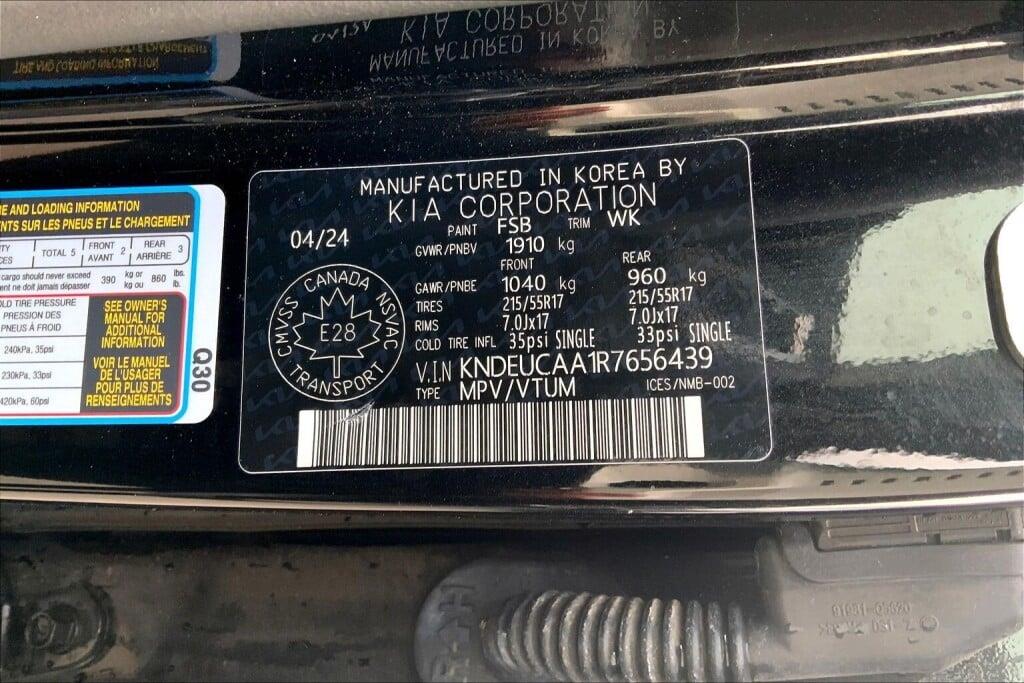 MANUFACTURED IN KOREA BY
KIA CORPORATION
MANUFACTURED IN KOREA BY
KIA CORPORATION
04/24
PAINT FSB TRIM WK
GVWR/PNBV 1910 kg
FRONT REAR
GAWR/PNBE 1040 kg 960 kg
TIRES 215/55R17 215/55R17
RIMS 7.0Jx17 7.0Jx17
COLD TIRE INFL 35psi SINGLE 33psi SINGLE
V.I.N KNDEUCAA1R7656439
TYPE MPV/VTUM ICES/NMB-002
CANADA
CMVSS NSVAC
E28
TRANSPORT
AND LOADING INFORMATION
SUR LES PNEUS ET LE CHARGEMENT
TOTAL 5 FRONT AVANT 2 REAR ARRIÈRE 3
cargo should never exceed
ne doit jamais dépasser 390 kg or ou 860 lbs. lb.
TIRE PRESSURE
PRESSION DES
PNEUS À FROID
240kPa, 35psi
230kPa, 33psi
420kPa, 60psi
SEE OWNER'S
MANUAL FOR
ADDITIONAL
INFORMATION
VOIR LE MANUEL
DE L'USAGER
POUR PLUS DE
RENSEIGNEMENTS
Q30